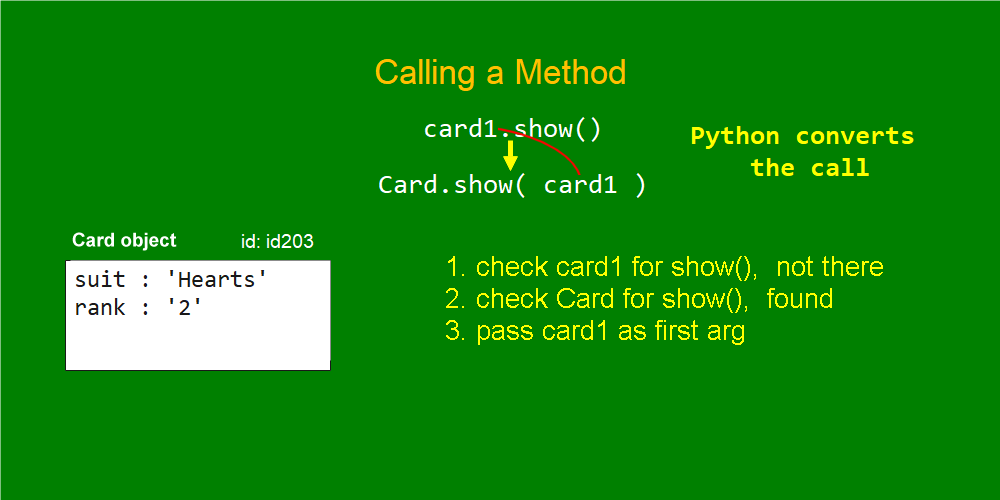 Calling a Method
card1.show()
Python converts
the call
Card.show( card1 )
Card object id: id203
suit : 'Hearts'
rank : '2'
1. check card1 for show(), not there
2. check Card for show(), found
3. pass card1 as first arg